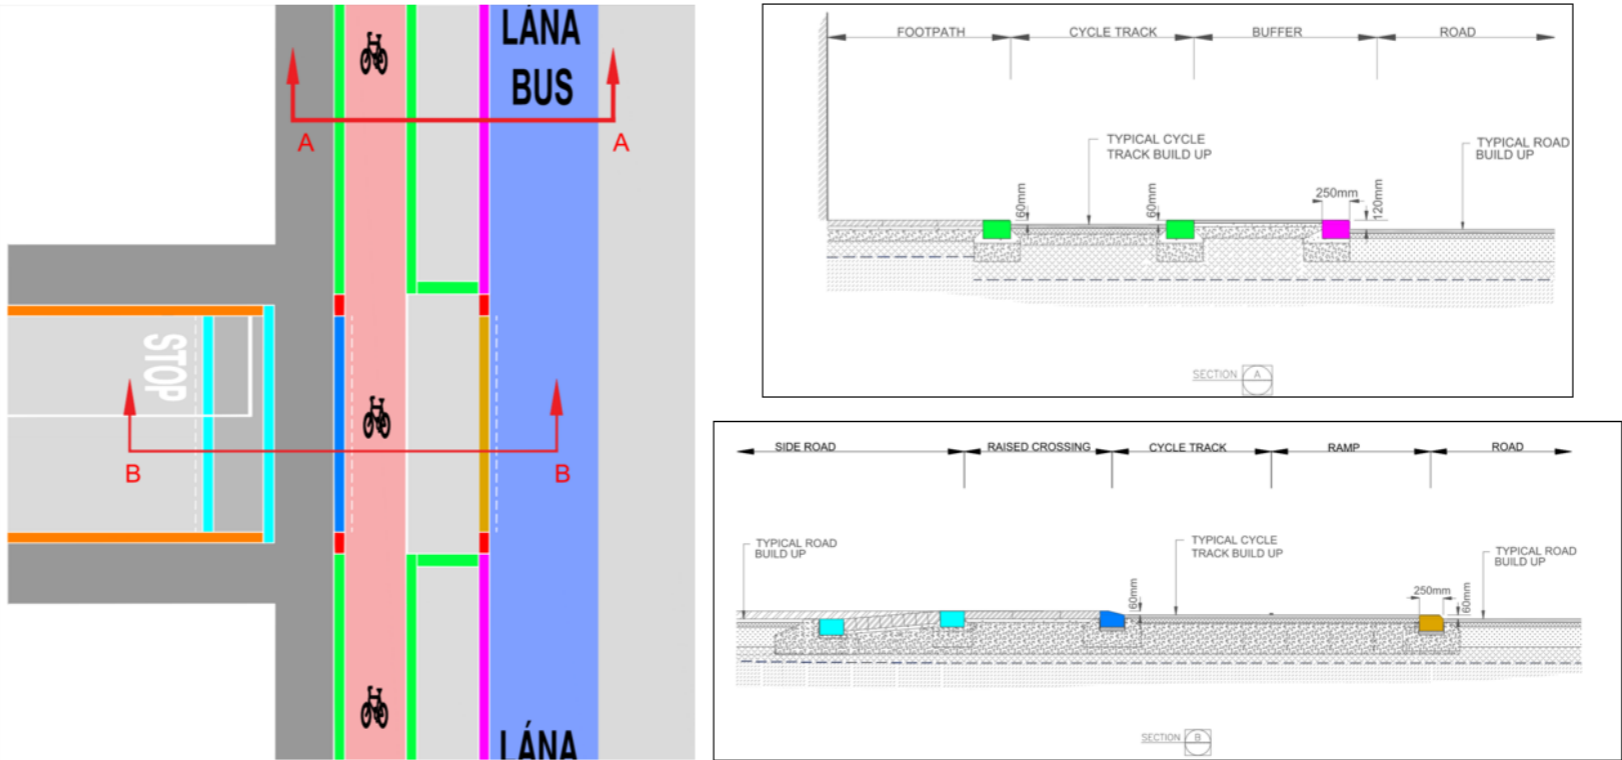 LÁNA
BUS
A
A
STOP
B
B
LÁNA
FOOTPATH
CYCLE TRACK
BUFFER
ROAD
TYPICAL CYCLE
TRACK BUILD UP
TYPICAL ROAD
BUILD UP
60mm
60mm
250mm
120mm
SECTION A
SIDE ROAD
RAISED CROSSING
CYCLE TRACK
RAMP
ROAD
TYPICAL ROAD
BUILD UP
TYPICAL CYCLE
TRACK BUILD UP
TYPICAL ROAD
BUILD UP
60mm
250mm
60mm
SECTION B